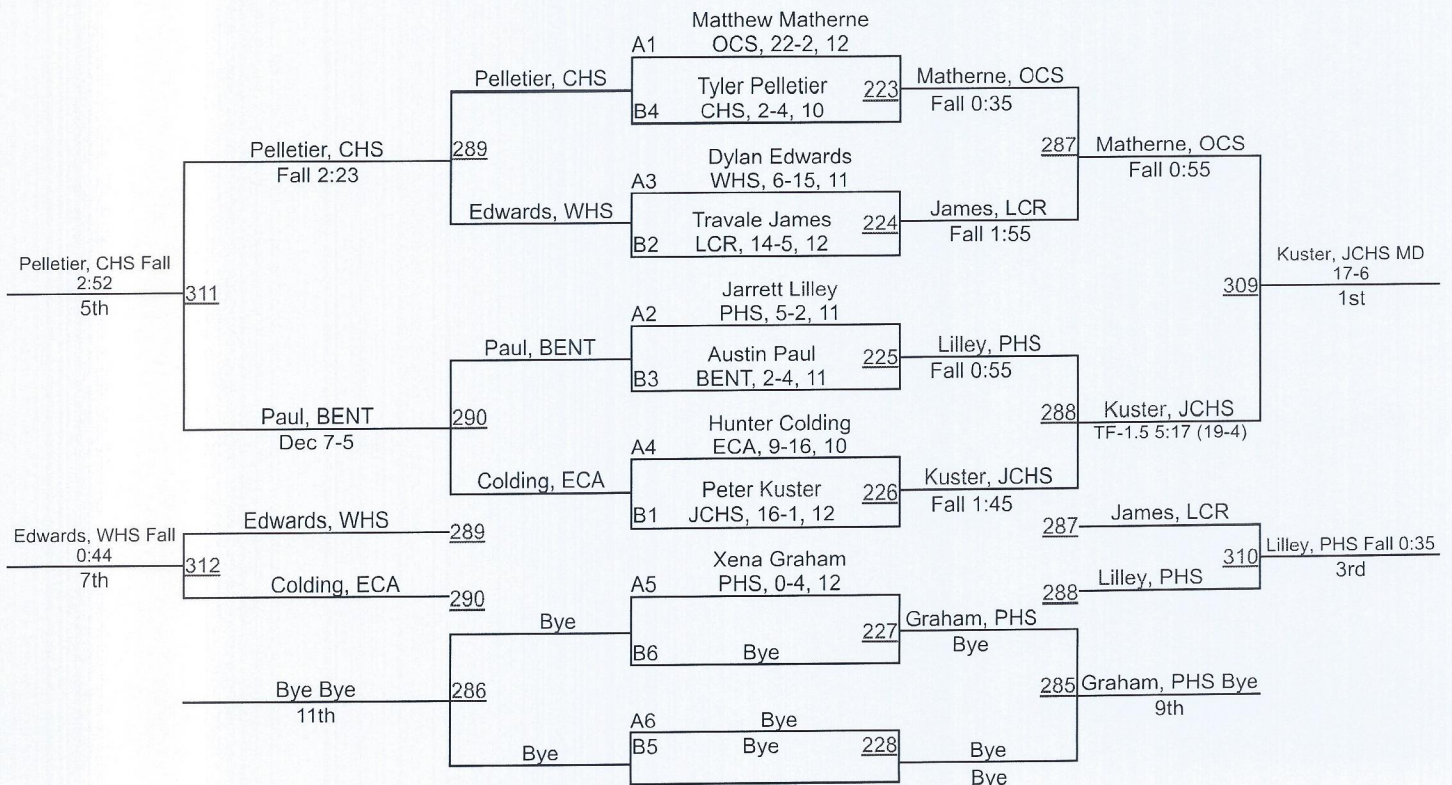 Matthew Matherne
A1 OCS, 22-2, 12
Pelletier, CHS
Tyler Pelletier
223
B4 CHS, 2-4, 10
Matherne, OCS
Fall 0:35
Pelletier, CHS
Fall 2:23
289
Dylan Edwards
A3 WHS, 6-15, 11
Edwards, WHS
Travale James
224
B2 LCR, 14-5, 12
James, LCR
Fall 1:55
287
Matherne, OCS
Fall 0:55
Pelletier, CHS Fall
2:52
5th
311
Jarrett Lilley
A2 PHS, 5-2, 11
Paul, BENT
Austin Paul
225
B3 BENT, 2-4, 11
Lilley, PHS
Fall 0:55
309
Kuster, JCHS MD
17-6
1st
Paul, BENT
Dec 7-5
290
Hunter Colding
A4 ECA, 9-16, 10
Colding, ECA
Peter Kuster
226
B1 JCHS, 16-1, 12
Kuster, JCHS
Fall 1:45
288
Kuster, JCHS
TF-1.5 5:17 (19-4)
Edwards, WHS Fall
0:44
7th
312
Edwards, WHS
289
Colding, ECA
290
287
James, LCR
288
Lilley, PHS
310
Lilley, PHS Fall 0:35
3rd
Xena Graham
A5 PHS, 0-4, 12
Bye
227
B6 Bye
Graham, PHS
Bye
Bye Bye
11th
286
A6 Bye
B5 Bye
228
Bye
Bye
Bye
285
Graham, PHS Bye
9th